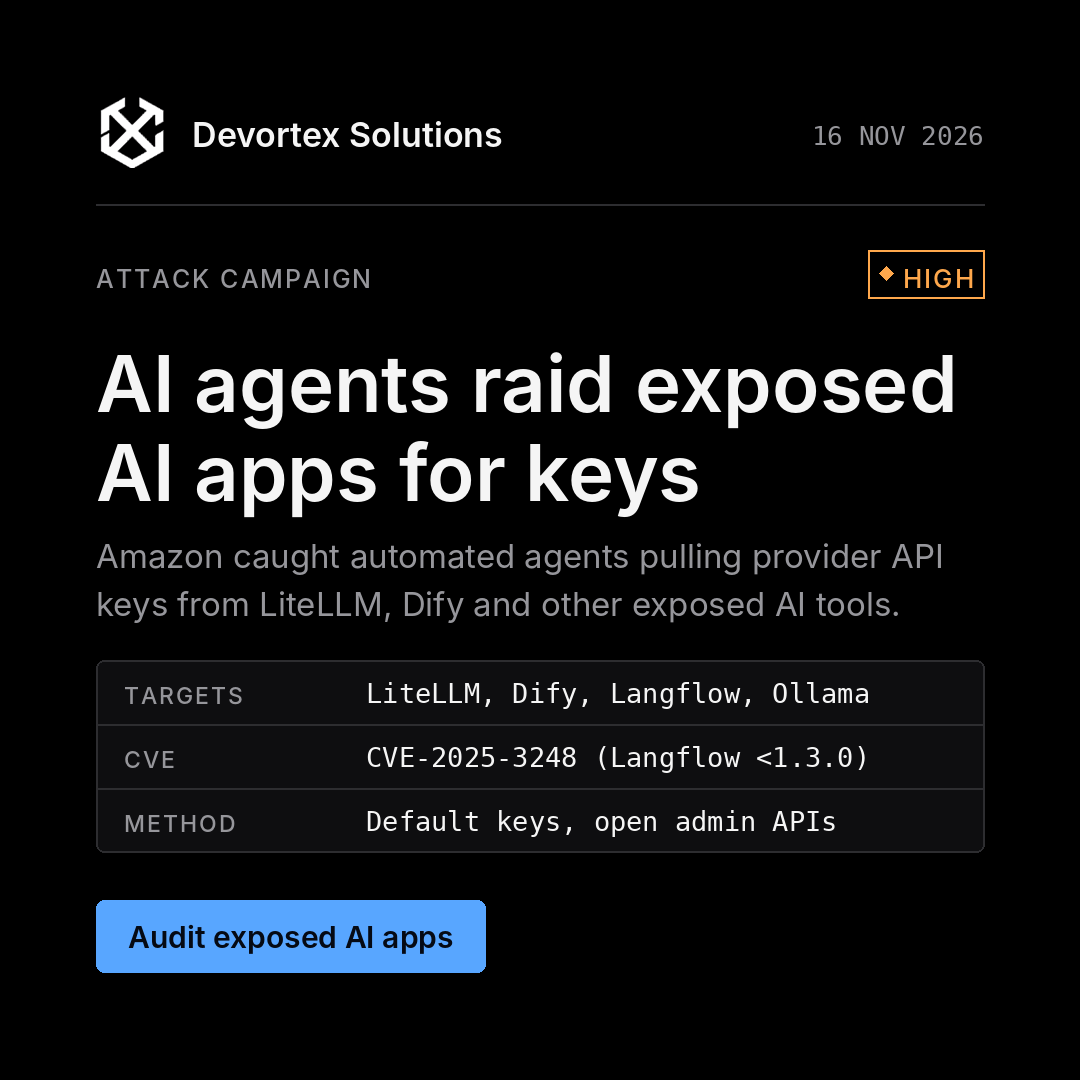 Devortex Solutions
16 NOV 2026
ATTACK CAMPAIGN
HIGH
AI agents raid exposed
AI apps for keys
Amazon caught automated agents pulling provider API
keys from LiteLLM, Dify and other exposed AI tools.
TARGETS LiteLLM, Dify, Langflow, Ollama
CVE CVE-2025-3248 (Langflow <1.3.0)
METHOD Default keys, open admin APIs
Audit exposed AI apps